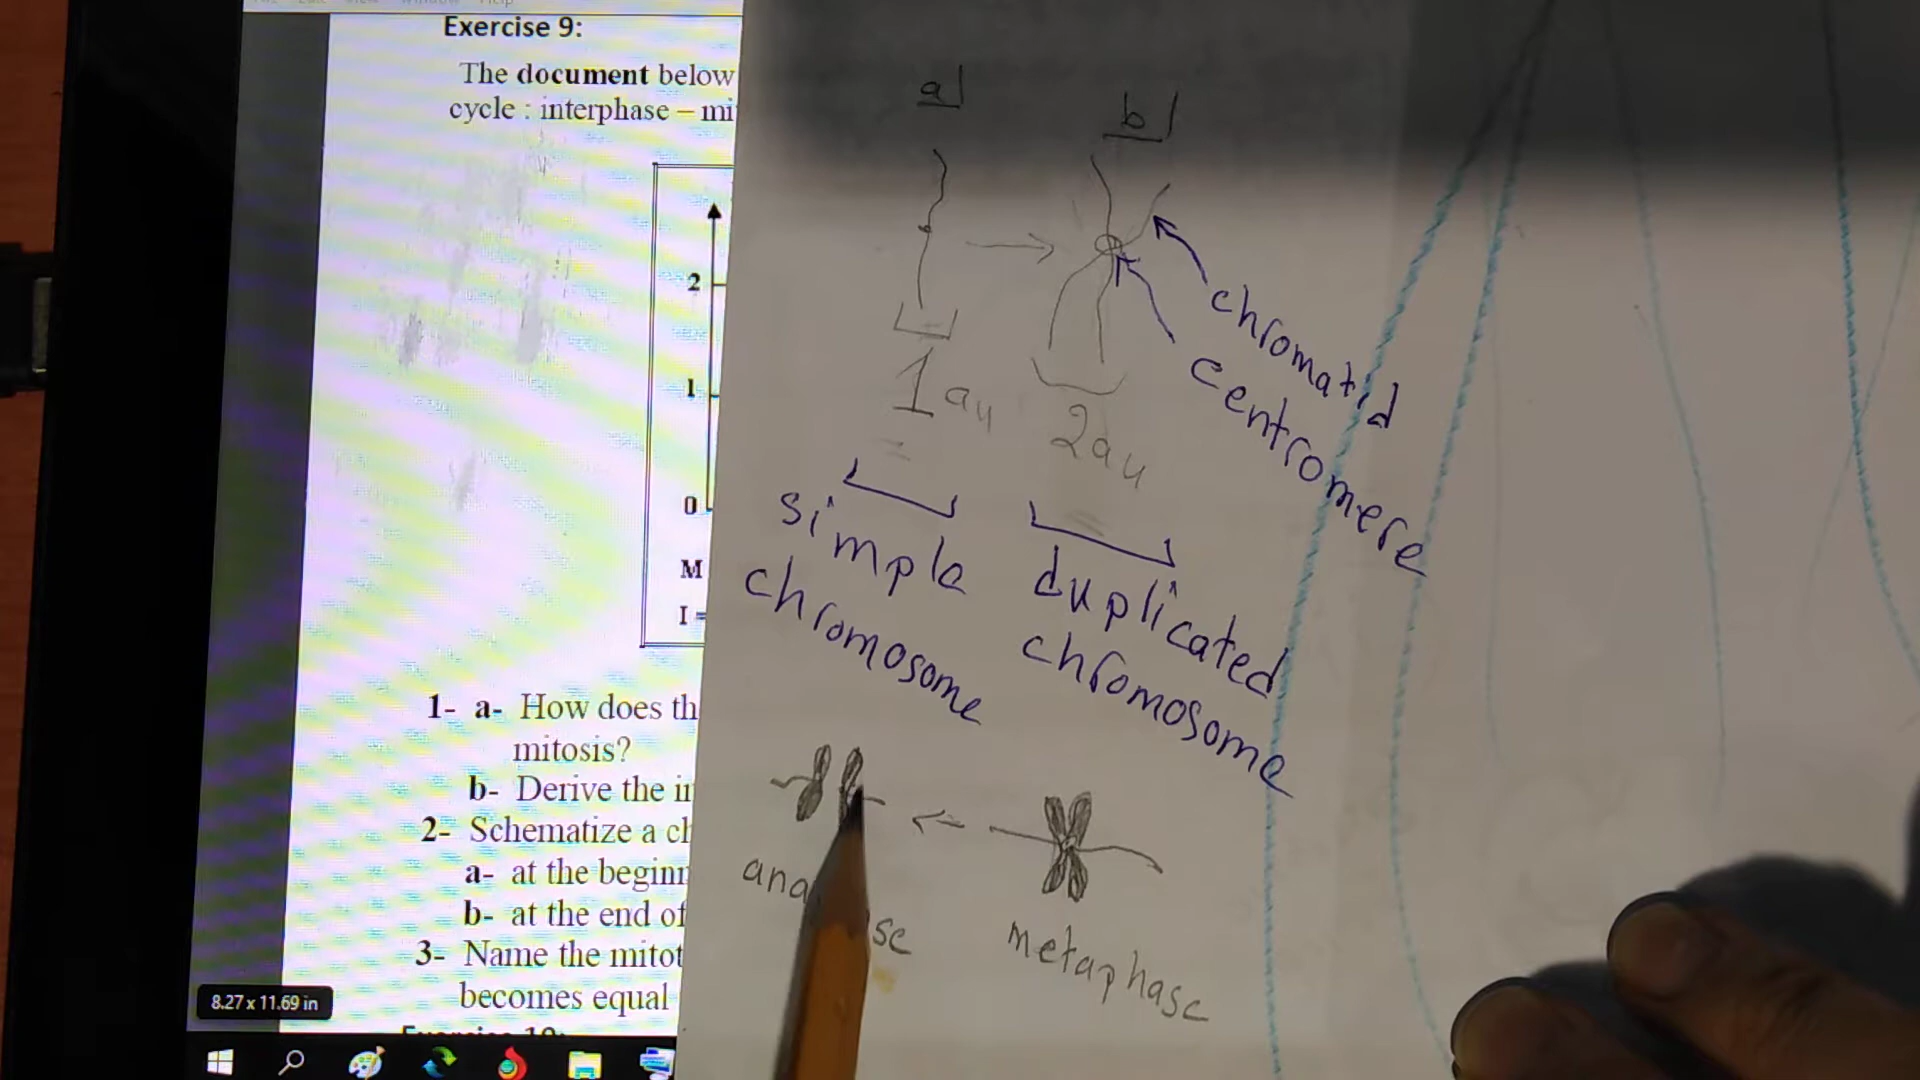 Exercise 9:
The document below
cycle : interphase – mi
2
1
0
M
I =
1- a- How does th
mitosis?
b- Derive the i
2- Schematize a ch
a- at the begin
b- at the end of
3- Name the mitot
becomes equal
8.27 x 11.69 in
a
b
chromatid
centromere
1 au
2 au
=
=
simple
chromosome
duplicated
chromosome
metaphase